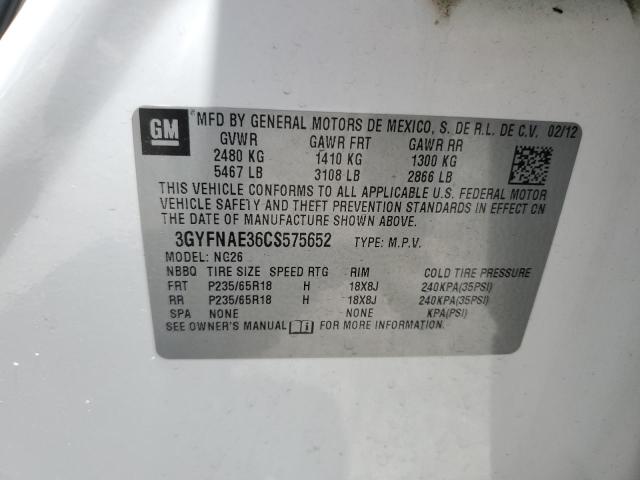 GM
MFD BY GENERAL MOTORS DE MEXICO, S. DE R.L. DE C.V. 02/12
GVWR GAWR FRT GAWR RR
2480 KG 1410 KG 1300 KG
5467 LB 3108 LB 2866 LB
THIS VEHICLE CONFORMS TO ALL APPLICABLE U.S. FEDERAL MOTOR
VEHICLE SAFETY AND THEFT PREVENTION STANDARDS IN EFFECT ON
THE DATE OF MANUFACTURE SHOWN ABOVE.
3GYFNAE36CS575652 TYPE: M.P.V.
MODEL: NG26
NBBQ TIRE SIZE SPEED RTG RIM COLD TIRE PRESSURE
FRT P235/65R18 H 18X8J 240KPA(35PSI)
RR P235/65R18 H 18X8J 240KPA(35PSI)
SPA NONE NONE KPA(PSI)
SEE OWNER'S MANUAL FOR MORE INFORMATION.